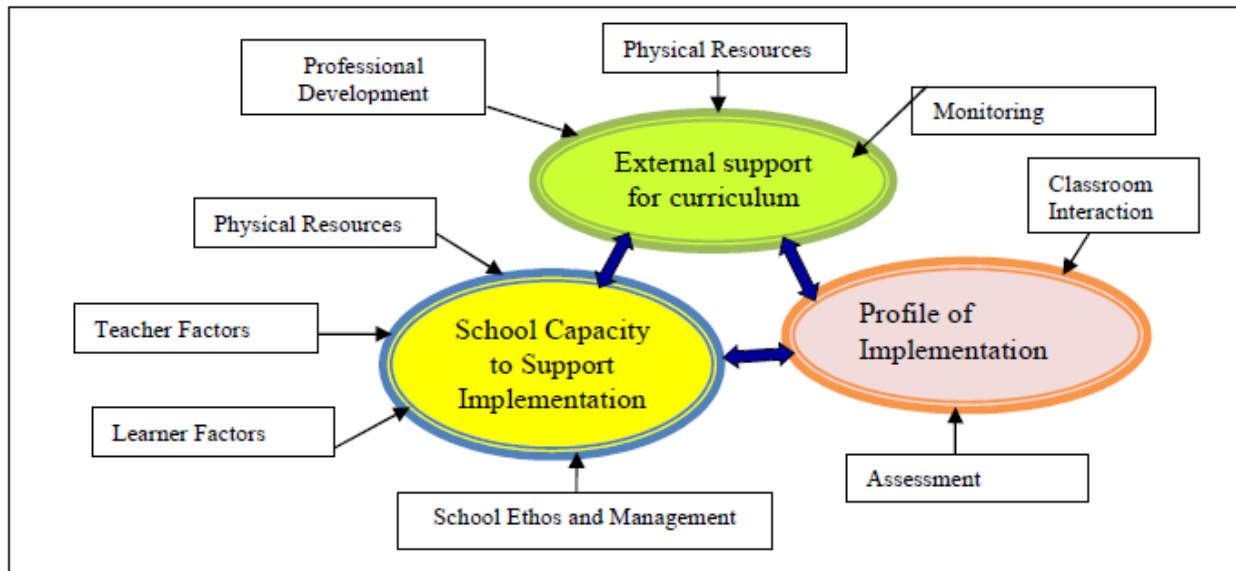 Physical Resources
Professional
Development
Monitoring
External support
for curriculum
Classroom
Interaction
Physical Resources
Teacher Factors
School Capacity
to Support
Implementation
Profile of
Implementation
Learner Factors
Assessment
School Ethos and Management